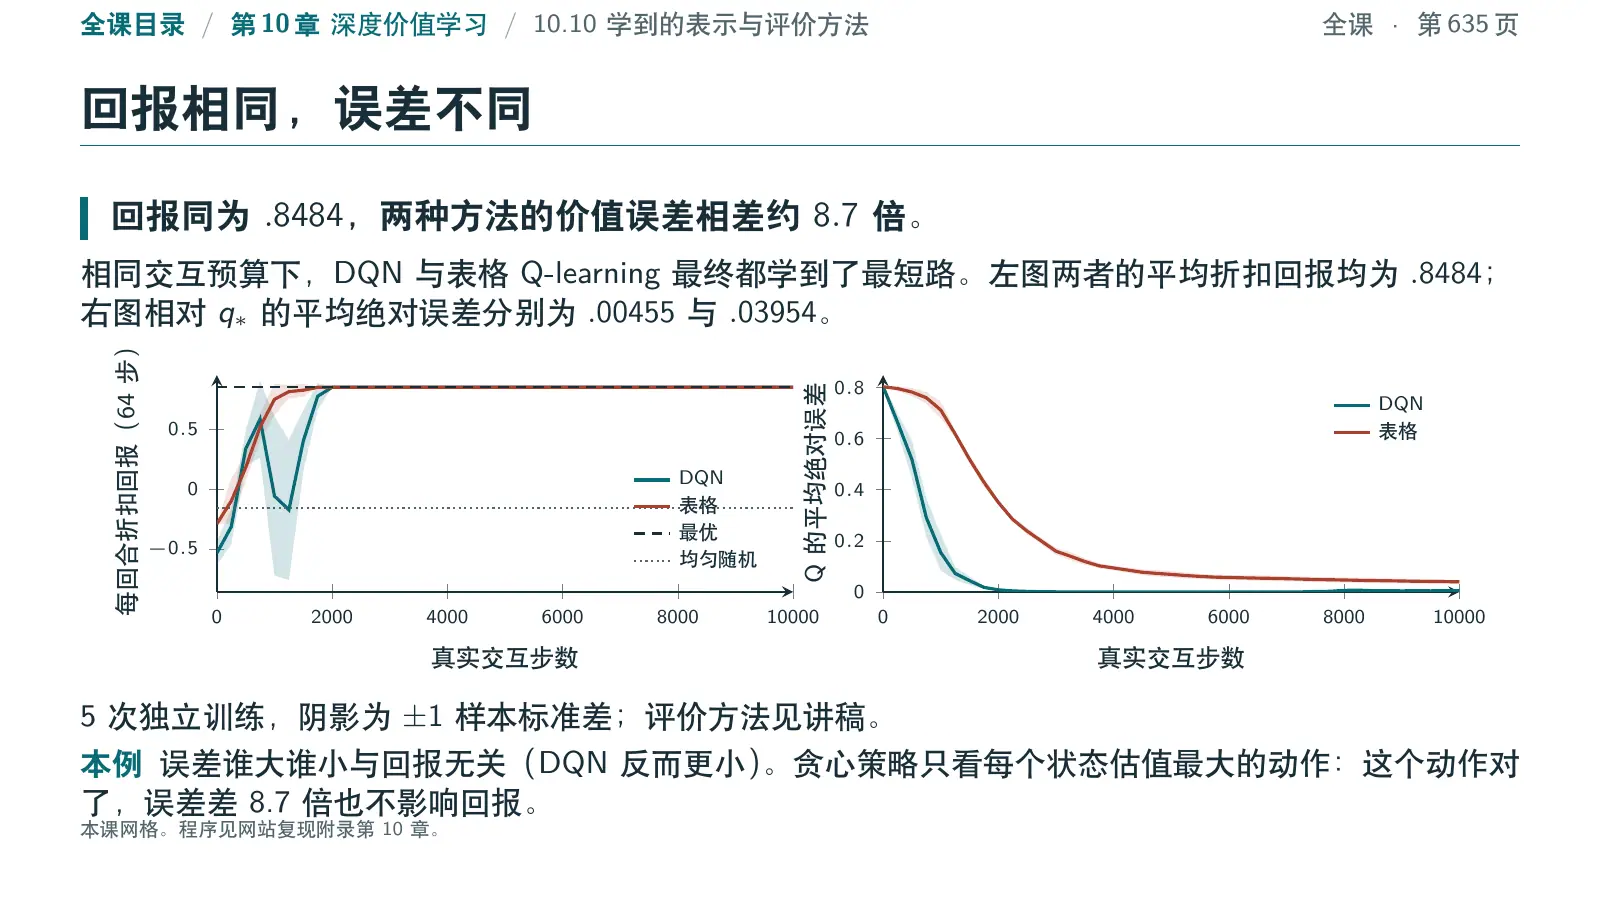 全课目录 / 第 10 章 深度价值学习 / 10.10 学到的表示与评价方法
全课 · 第 635 页
回报相同，误差不同
回报同为 .8484，两种方法的价值误差相差约 8.7 倍。
相同交互预算下，DQN 与表格 Q-learning 最终都学到了最短路。左图两者的平均折扣回报均为 .8484；
右图相对 q* 的平均绝对误差分别为 .00455 与 .03954。
每回合折扣回报（64 步）
0.5
0
−0.5
DQN
表格
最优
均匀随机
0 2000 4000 6000 8000 10000
真实交互步数
Q 的平均绝对误差
0.8
0.6
0.4
0.2
0
DQN
表格
0 2000 4000 6000 8000 10000
真实交互步数
5 次独立训练，阴影为 ±1 样本标准差；评价方法见讲稿。
本例 误差谁大谁小与回报无关（DQN 反而更小）。贪心策略只看每个状态估值最大的动作：这个动作对
了，误差差 8.7 倍也不影响回报。
本课网格。程序见网站复现附录第 10 章。